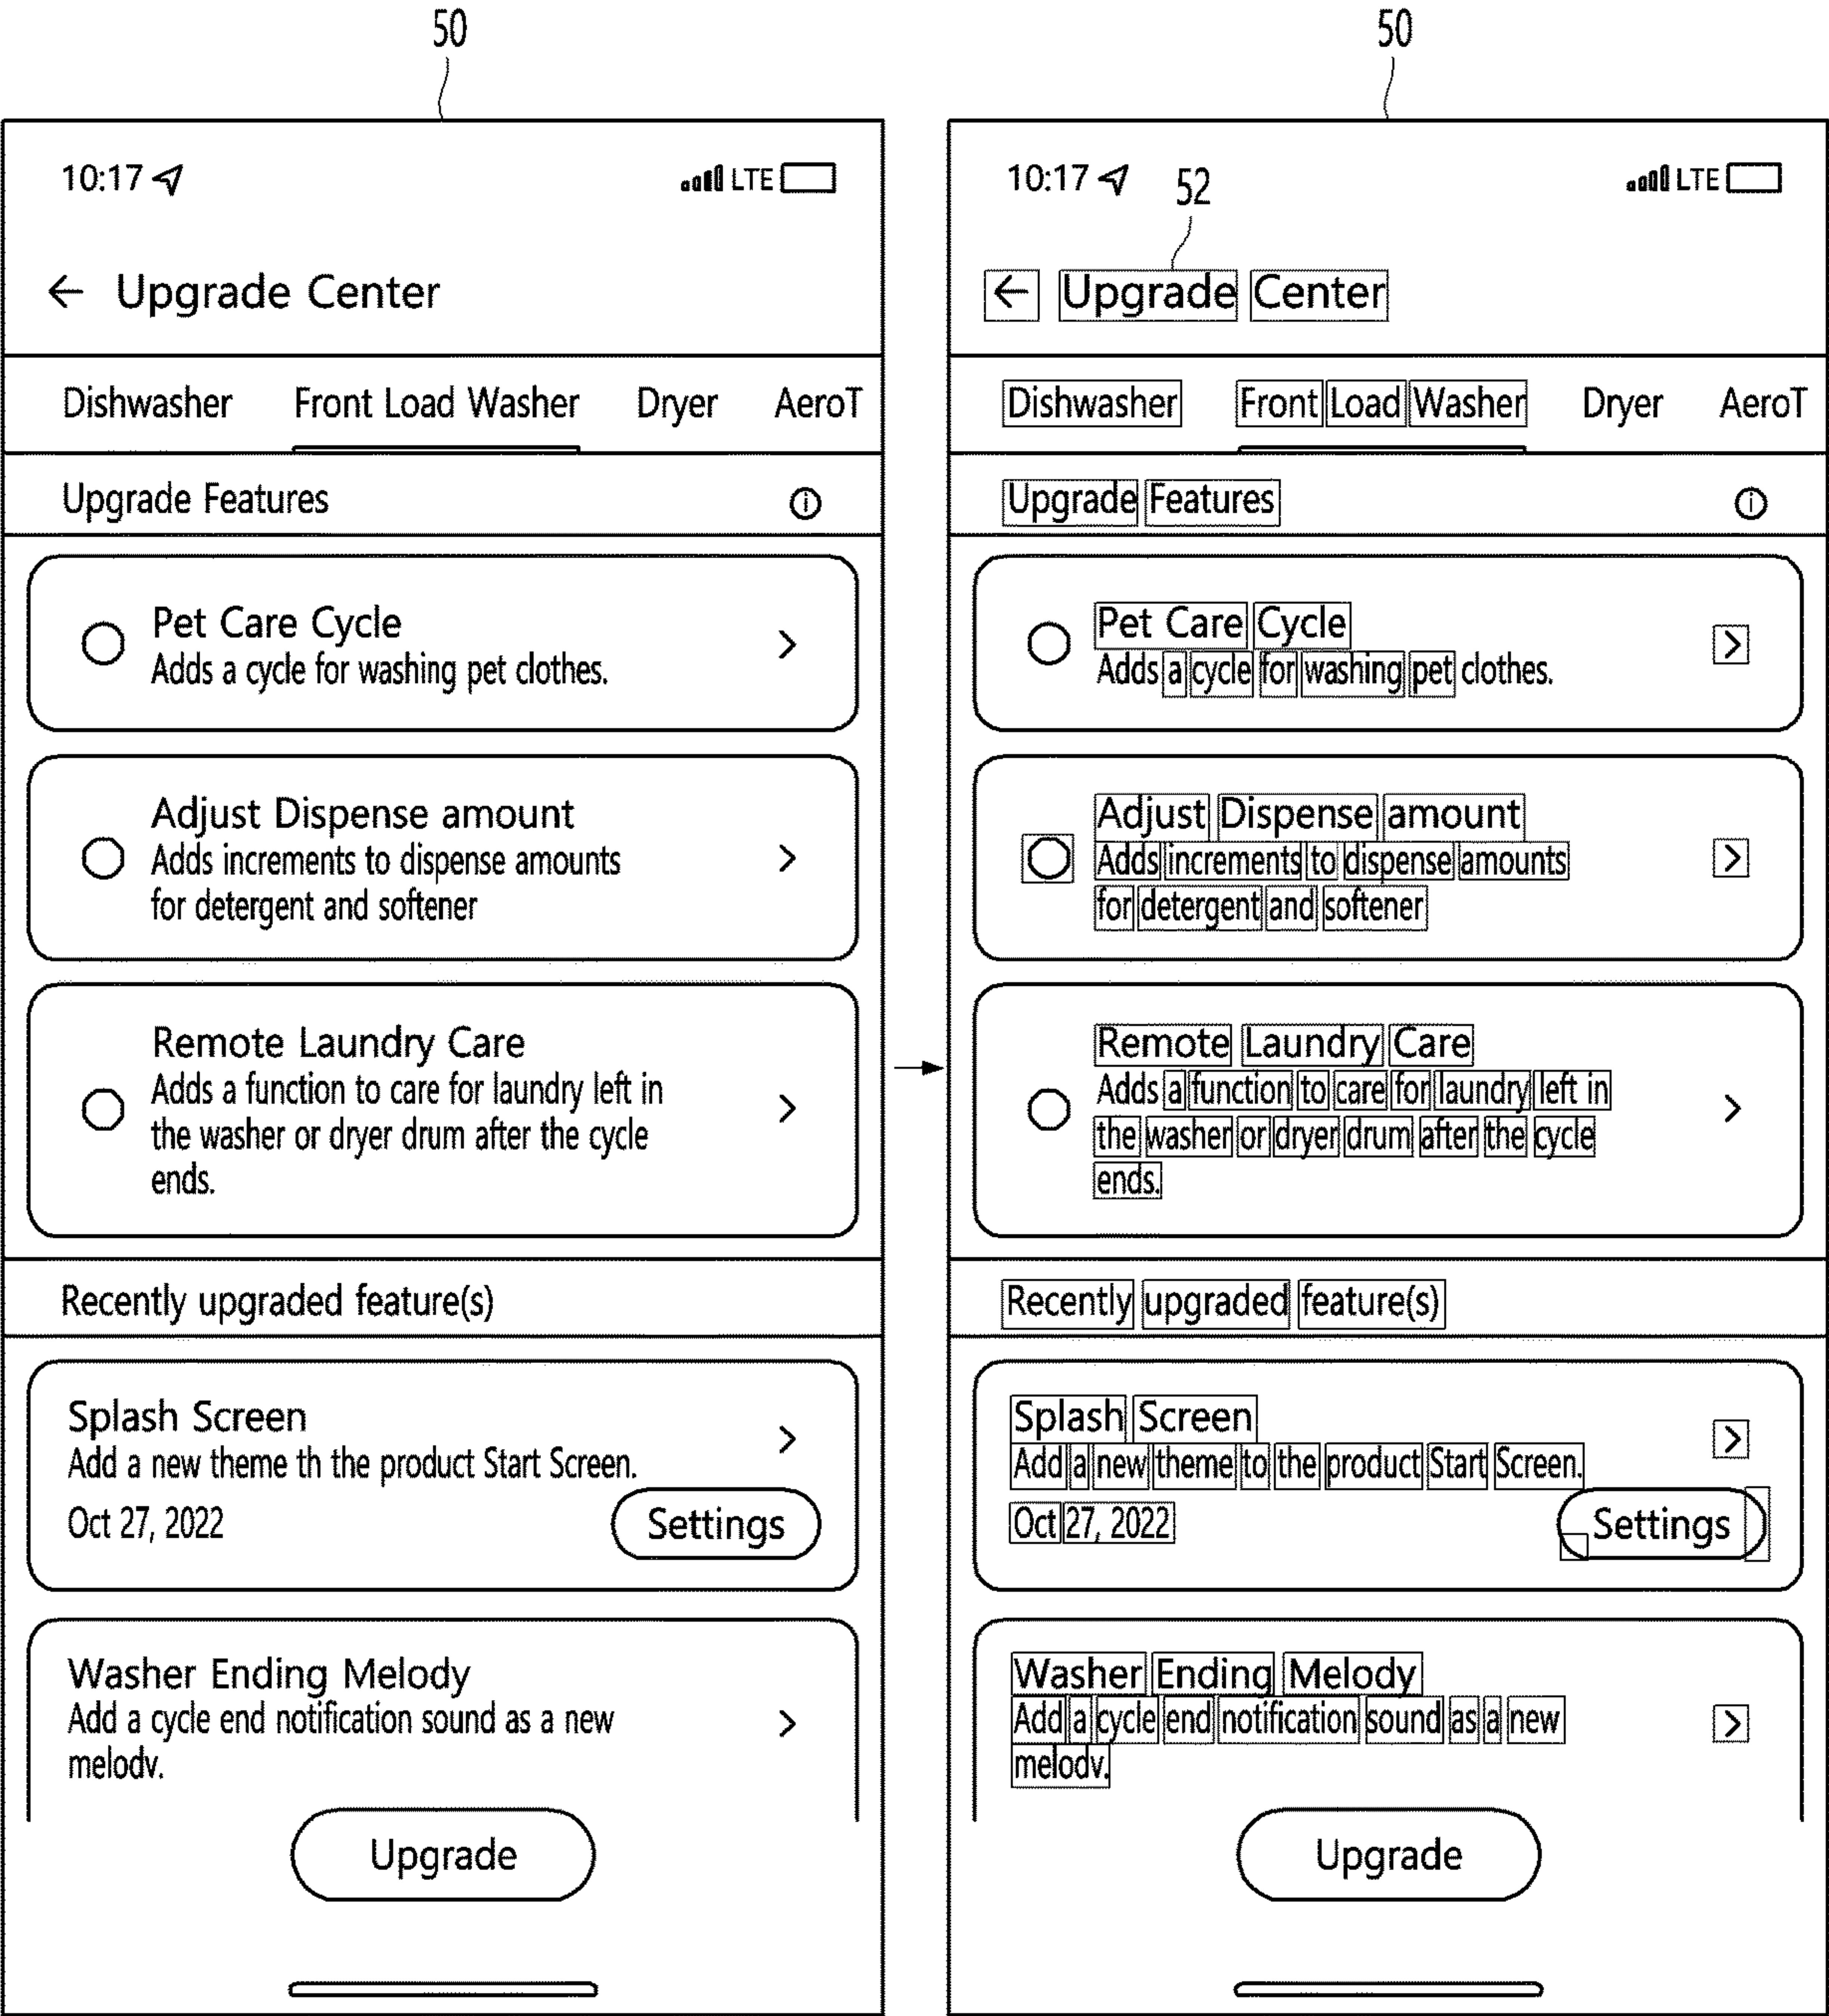 50
10:17 LTE
Upgrade Center
Dishwasher Front Load Washer Dryer AeroT
Upgrade Features
Pet Care Cycle
Adds a cycle for washing pet clothes.
Adjust Dispense amount
Adds increments to dispense amounts
for detergent and softener
Remote Laundry Care
Adds a function to care for laundry left in
the washer or dryer drum after the cycle
ends.
Recently upgraded feature(s)
Splash Screen
Add a new theme th the product Start Screen.
Oct 27, 2022
Settings
Washer Ending Melody
Add a cycle end notification sound as a new
melodv.
Upgrade
50
10:17 LTE
52
Upgrade Center
Dishwasher Front Load Washer Dryer AeroT
Upgrade Features
Pet Care Cycle
Adds a cycle for washing pet clothes.
Adjust Dispense amount
Adds increments to dispense amounts
for detergent and softener
Remote Laundry Care
Adds a function to care for laundry left in
the washer or dryer drum after the cycle
ends.
Recently upgraded feature(s)
Splash Screen
Add a new theme to the product Start Screen.
Oct 27, 2022
Settings
Washer Ending Melody
Add a cycle end notification sound as a new
melodv.
Upgrade